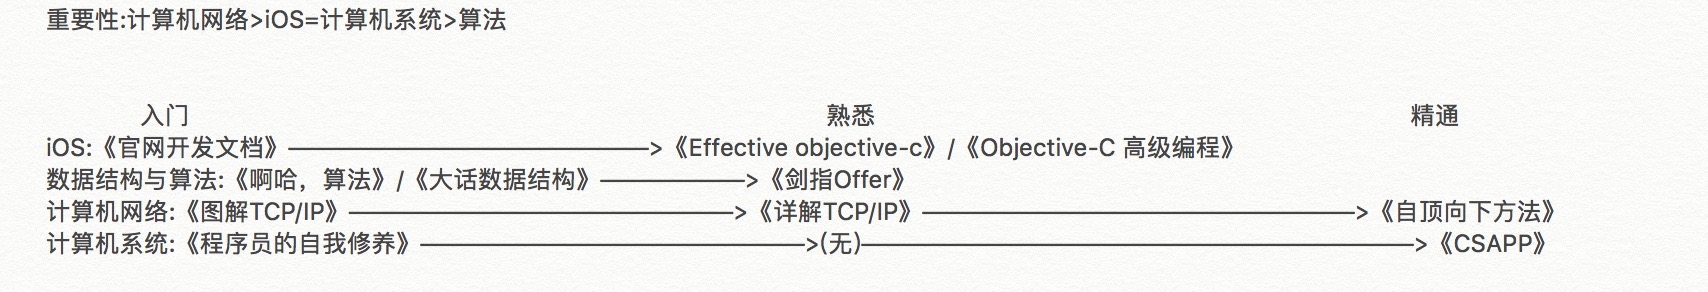 重要性:计算机网络>iOS=计算机系统>算法
入门 熟悉 精通
iOS:《官网开发文档》——————————————>《Effective objective-c》/《Objective-C 高级编程》
数据结构与算法:《啊哈，算法》/《大话数据结构》——————>《剑指Offer》
计算机网络:《图解TCP/IP》————————————————>《详解TCP/IP》——————————————————>《自顶向下方法》
计算机系统:《程序员的自我修养》————————————————>(无)———————————————————————>《CSAPP》